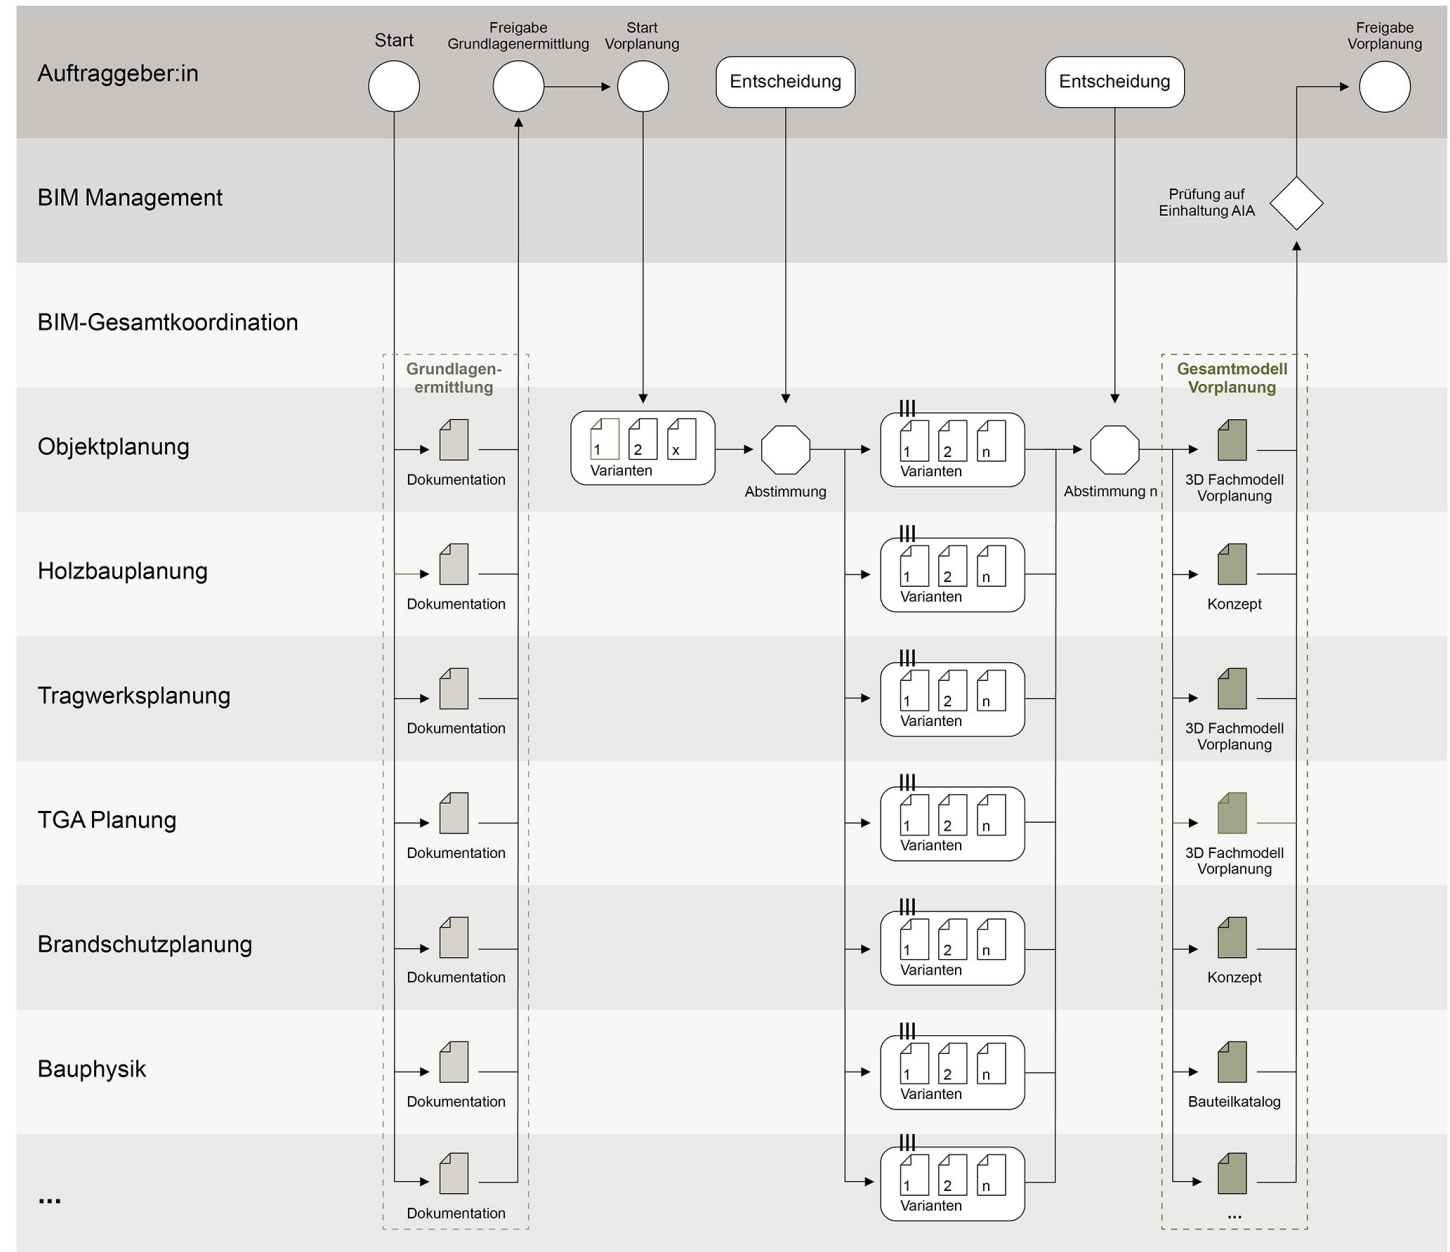 Start
Freigabe
Grundlagenermittlung
Start
Vorplanung
Freigabe
Vorplanung
Auftraggeber:in
Entscheidung
Entscheidung
BIM Management
Prüfung auf
Einhaltung AIA
BIM-Gesamtkoordination
Grundlagen-
ermittlung
Gesamtmodell
Vorplanung
Objektplanung
Dokumentation
1 2 x
Varianten
Abstimmung
1 2 n
Varianten
Abstimmung n
3D Fachmodell
Vorplanung
Holzbauplanung
Dokumentation
1 2 n
Varianten
Konzept
Tragwerksplanung
Dokumentation
1 2 n
Varianten
3D Fachmodell
Vorplanung
TGA Planung
Dokumentation
1 2 n
Varianten
3D Fachmodell
Vorplanung
Brandschutzplanung
Dokumentation
1 2 n
Varianten
Konzept
Bauphysik
Dokumentation
1 2 n
Varianten
Bauteilkatalog
...
Dokumentation
1 2 n
Varianten
...